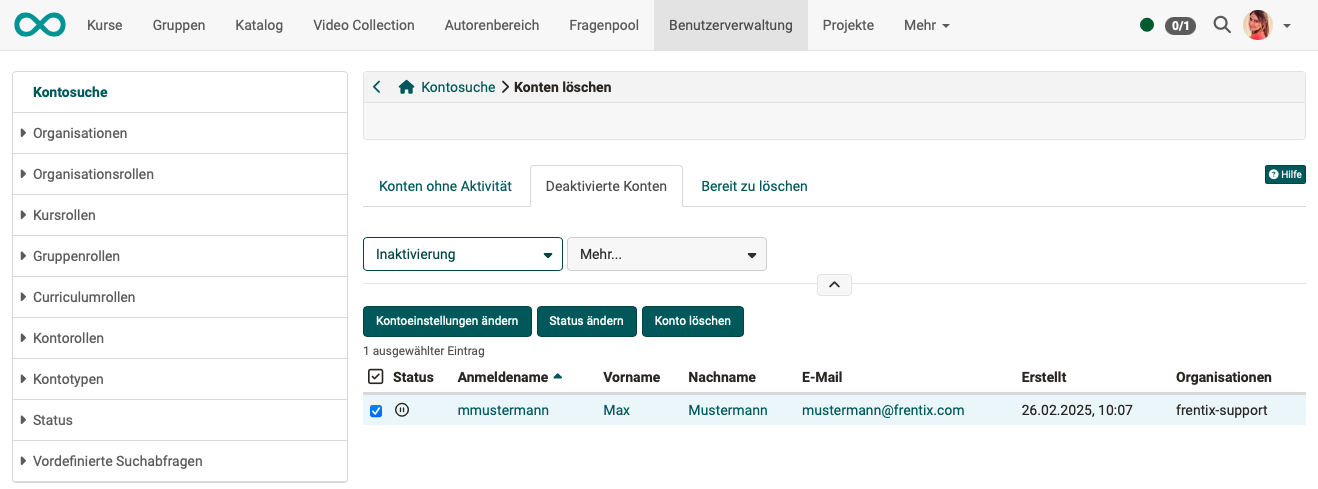 Kurse Gruppen Katalog Video Collection Autorenbereich Fragenpool Benutzerverwaltung Projekte Mehr 0/1
Kontosuche
Organisationen
Organisationsrollen
Kursrollen
Gruppenrollen
Curriculumrollen
Kontorollen
Kontotypen
Status
Vordefinierte Suchabfragen
Kontosuche Konten löschen
Konten ohne Aktivität Deaktivierte Konten Bereit zu löschen Hilfe
Inaktivierung Mehr...
Kontoeinstellungen ändern Status ändern Konto löschen
1 ausgewählter Eintrag
Status Anmeldename Vorname Nachname E-Mail Erstellt Organisationen
mmustermann Max Mustermann mustermann@frentix.com 26.02.2025, 10:07 frentix-support